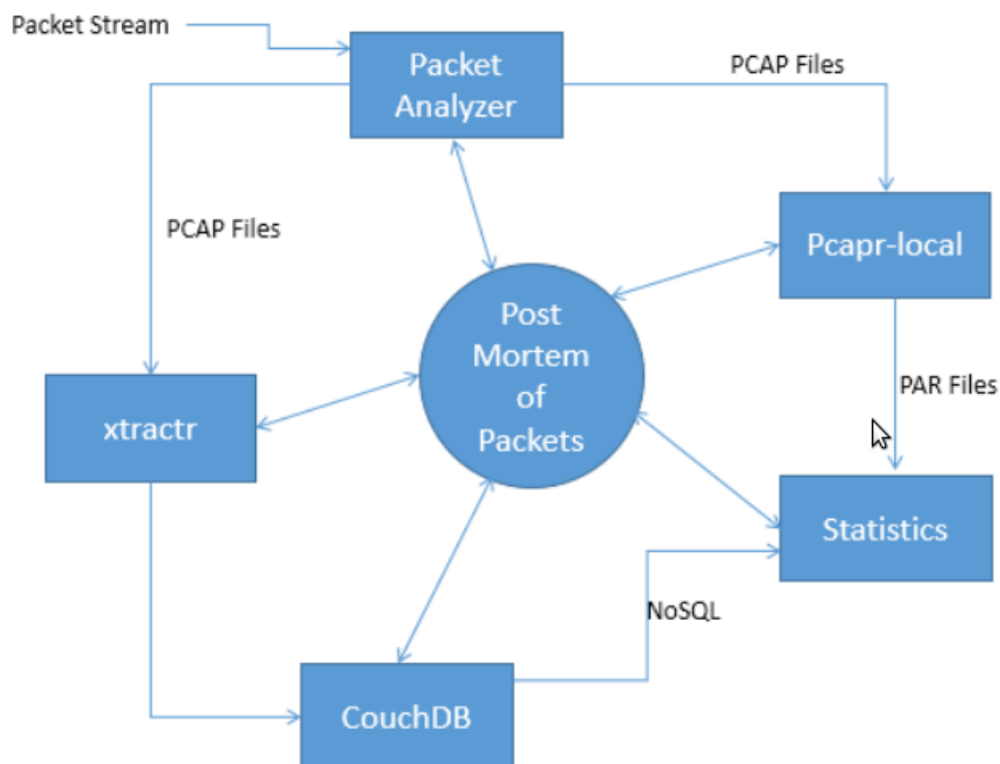 Packet Stream
Packet
Analyzer
PCAP Files
PCAP Files
Pcapr-local
Post
Mortem
of
Packets
PAR Files
xtractr
Statistics
NoSQL
CouchDB